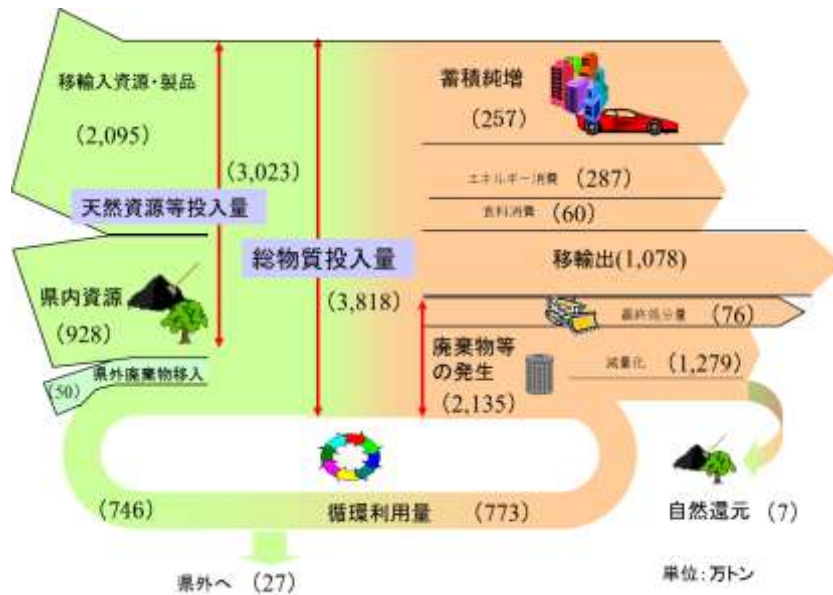 移輸入資源・製品
(2,095)
(3,023)
天然資源等投入量
県内資源
(928)
県外廃棄物移入
(50)
総物質投入量
(3,818)
蓄積純増
(257)
エネルギー消費 (287)
食料消費 (60)
移輸出(1,078)
最終処分量 (76)
廃棄物等
の発生
(2,135)
減量化 (1,279)
(746)
循環利用量 (773)
自然還元 (7)
県外へ (27)
単位:万トン